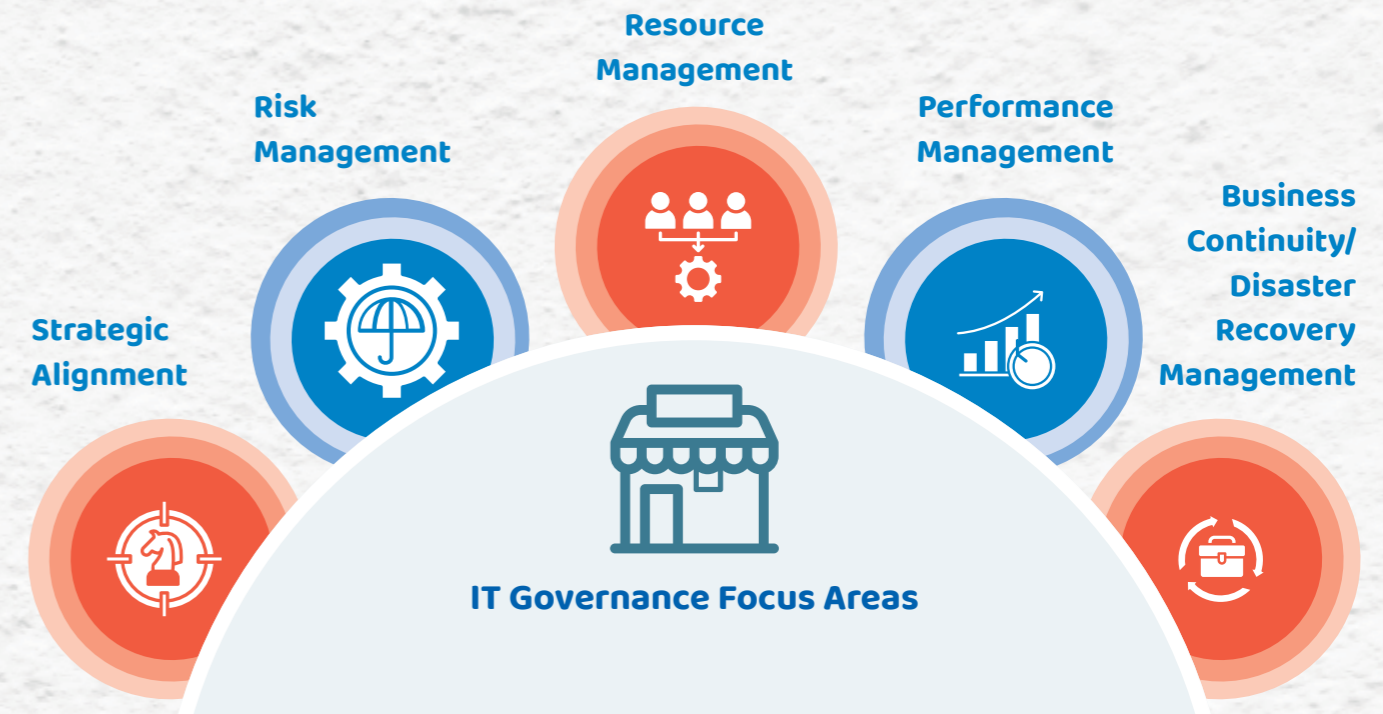 Resource
Management
Risk
Management
Performance
Management
Business
Continuity/
Disaster
Recovery
Management
Strategic
Alignment
IT Governance Focus Areas